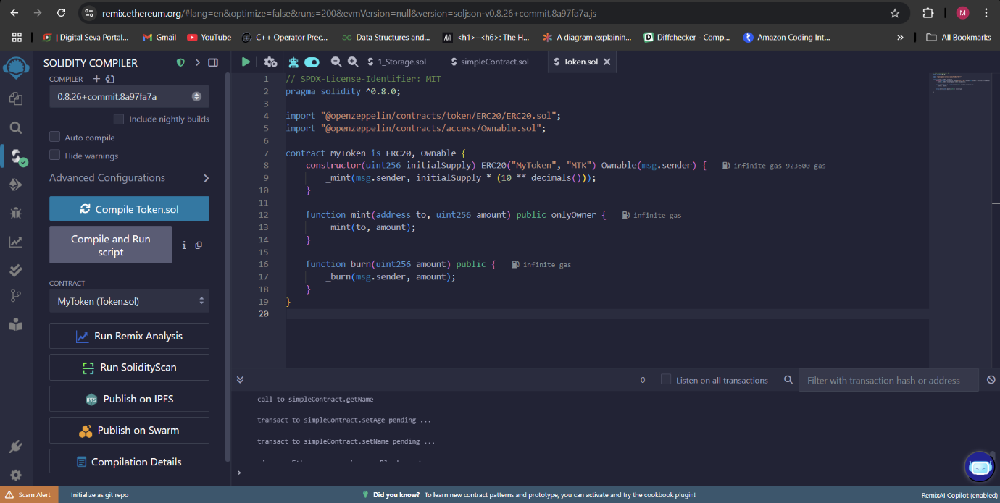 remix.ethereum.org/#lang=en&optimize=false&runs=200&evmVersion=null&version=soljson-v0.8.26+commit.8a97fa7a.js
M
| Digital Seva Portal...
Gmail
YouTube
C++ Operator Prec...
Data Structures and...
<h1>–<h6>: The H...
A diagram explainin...
Diffchecker - Comp...
Amazon Coding Int...
»
All Bookmarks
SOLIDITY COMPILER
COMPILER
0.8.26+commit.8a97fa7a
Include nightly builds
Auto compile
Hide warnings
Advanced Configurations
Compile Token.sol
Compile and Run
script
i
CONTRACT
MyToken (Token.sol)
Run Remix Analysis
Run SolidityScan
IPFS
Publish on IPFS
Publish on Swarm
Compilation Details
1_Storage.sol
simpleContract.sol
Token.sol
1 // SPDX-License-Identifier: MIT
2 pragma solidity ^0.8.0;
3
4 import "@openzeppelin/contracts/token/ERC20/ERC20.sol";
5 import "@openzeppelin/contracts/access/Ownable.sol";
6
7 contract MyToken is ERC20, Ownable {
8 constructor(uint256 initialSupply) ERC20("MyToken", "MTK") Ownable(msg.sender) { infinite gas 923600 gas
9 _mint(msg.sender, initialSupply * (10 ** decimals()));
10 }
11
12 function mint(address to, uint256 amount) public onlyOwner { infinite gas
13 _mint(to, amount);
14 }
15
16 function burn(uint256 amount) public { infinite gas
17 _burn(msg.sender, amount);
18 }
19 }
20
0
Listen on all transactions
Filter with transaction hash or address
call to simpleContract.getName
transact to simpleContract.setAge pending ...
transact to simpleContract.setName pending ...
>
Scam Alert
Initialize as git repo
Did you know? To learn new contract patterns and prototype, you can activate and try the cookbook plugin!
RemixAI Copilot (enabled)